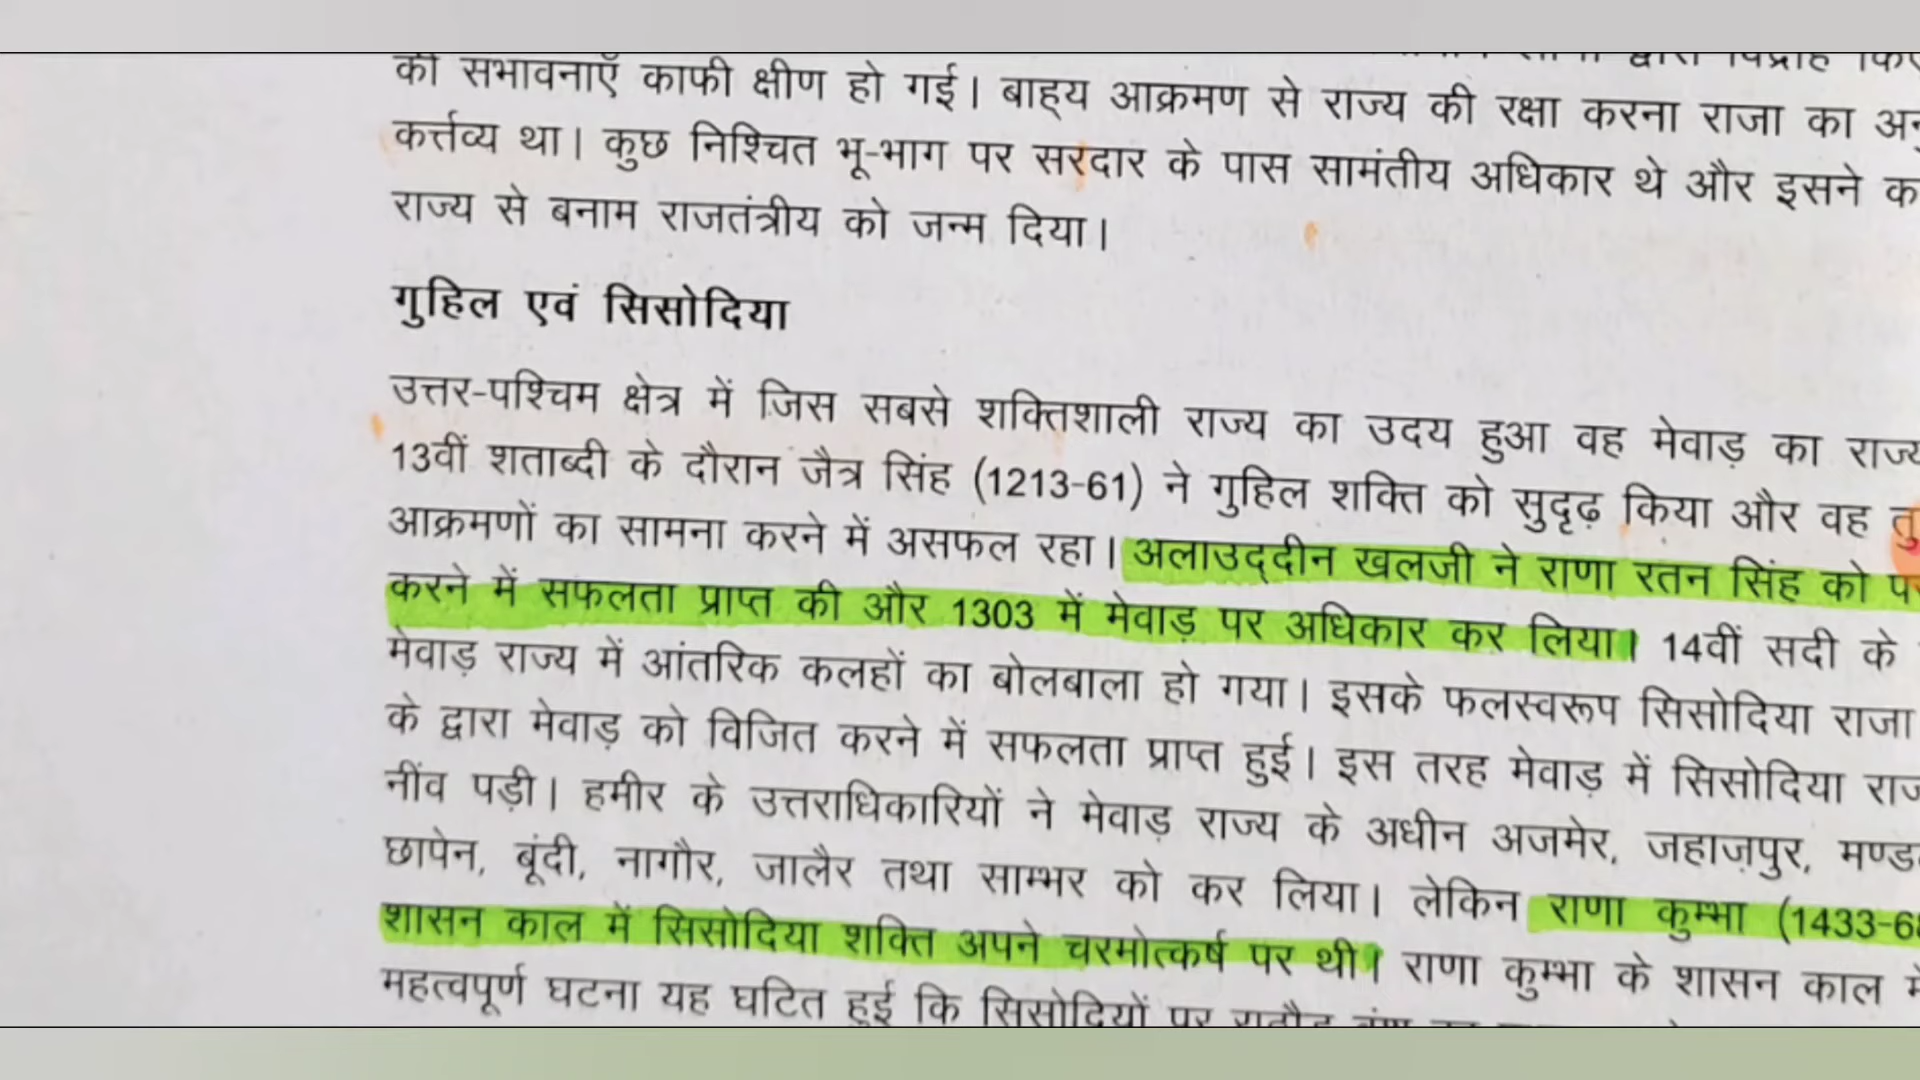 की सभावनाएँ काफी क्षीण हो गई। बाह्य आक्रमण से राज्य की रक्षा करना राजा का
कर्त्तव्य था। कुछ निश्चित भू-भाग पर सरदार के पास सामंतीय अधिकार थे और इसने
राज्य से बनाम राजतंत्रीय को जन्म दिया।
गुहिल एवं सिसोदिया
उत्तर-पश्चिम क्षेत्र में जिस सबसे शक्तिशाली राज्य का उदय हुआ वह मेवाड़ का राज्य
13वीं शताब्दी के दौरान जैत्र सिंह (1213-61) ने गुहिल शक्ति को सुदृढ़ किया और वह
आक्रमणों का सामना करने में असफल रहा। अलाउद्दीन खलजी ने राणा रतन सिंह को
करने में सफलता प्राप्त की और 1303 में मेवाड़ पर अधिकार कर लिया। 14वीं सदी के
मेवाड़ राज्य में आंतरिक कलहों का बोलबाला हो गया। इसके फलस्वरूप सिसोदिया राजा
के द्वारा मेवाड़ को विजित करने में सफलता प्राप्त हुई। इस तरह मेवाड़ में सिसोदिया
नींव पड़ी। हमीर के उत्तराधिकारियों ने मेवाड़ राज्य के अधीन अजमेर, जहाज़पुर,
छापेन, बूंदी, नागौर, जालैर तथा साम्भर को कर लिया। लेकिन राणा कुम्भा (1433-68
शासन काल में सिसोदिया शक्ति अपने चरमोत्कर्ष पर थी। राणा कुम्भा के शासन काल में
महत्वपूर्ण घटना यह घटित हुई कि सिसोदियों पर